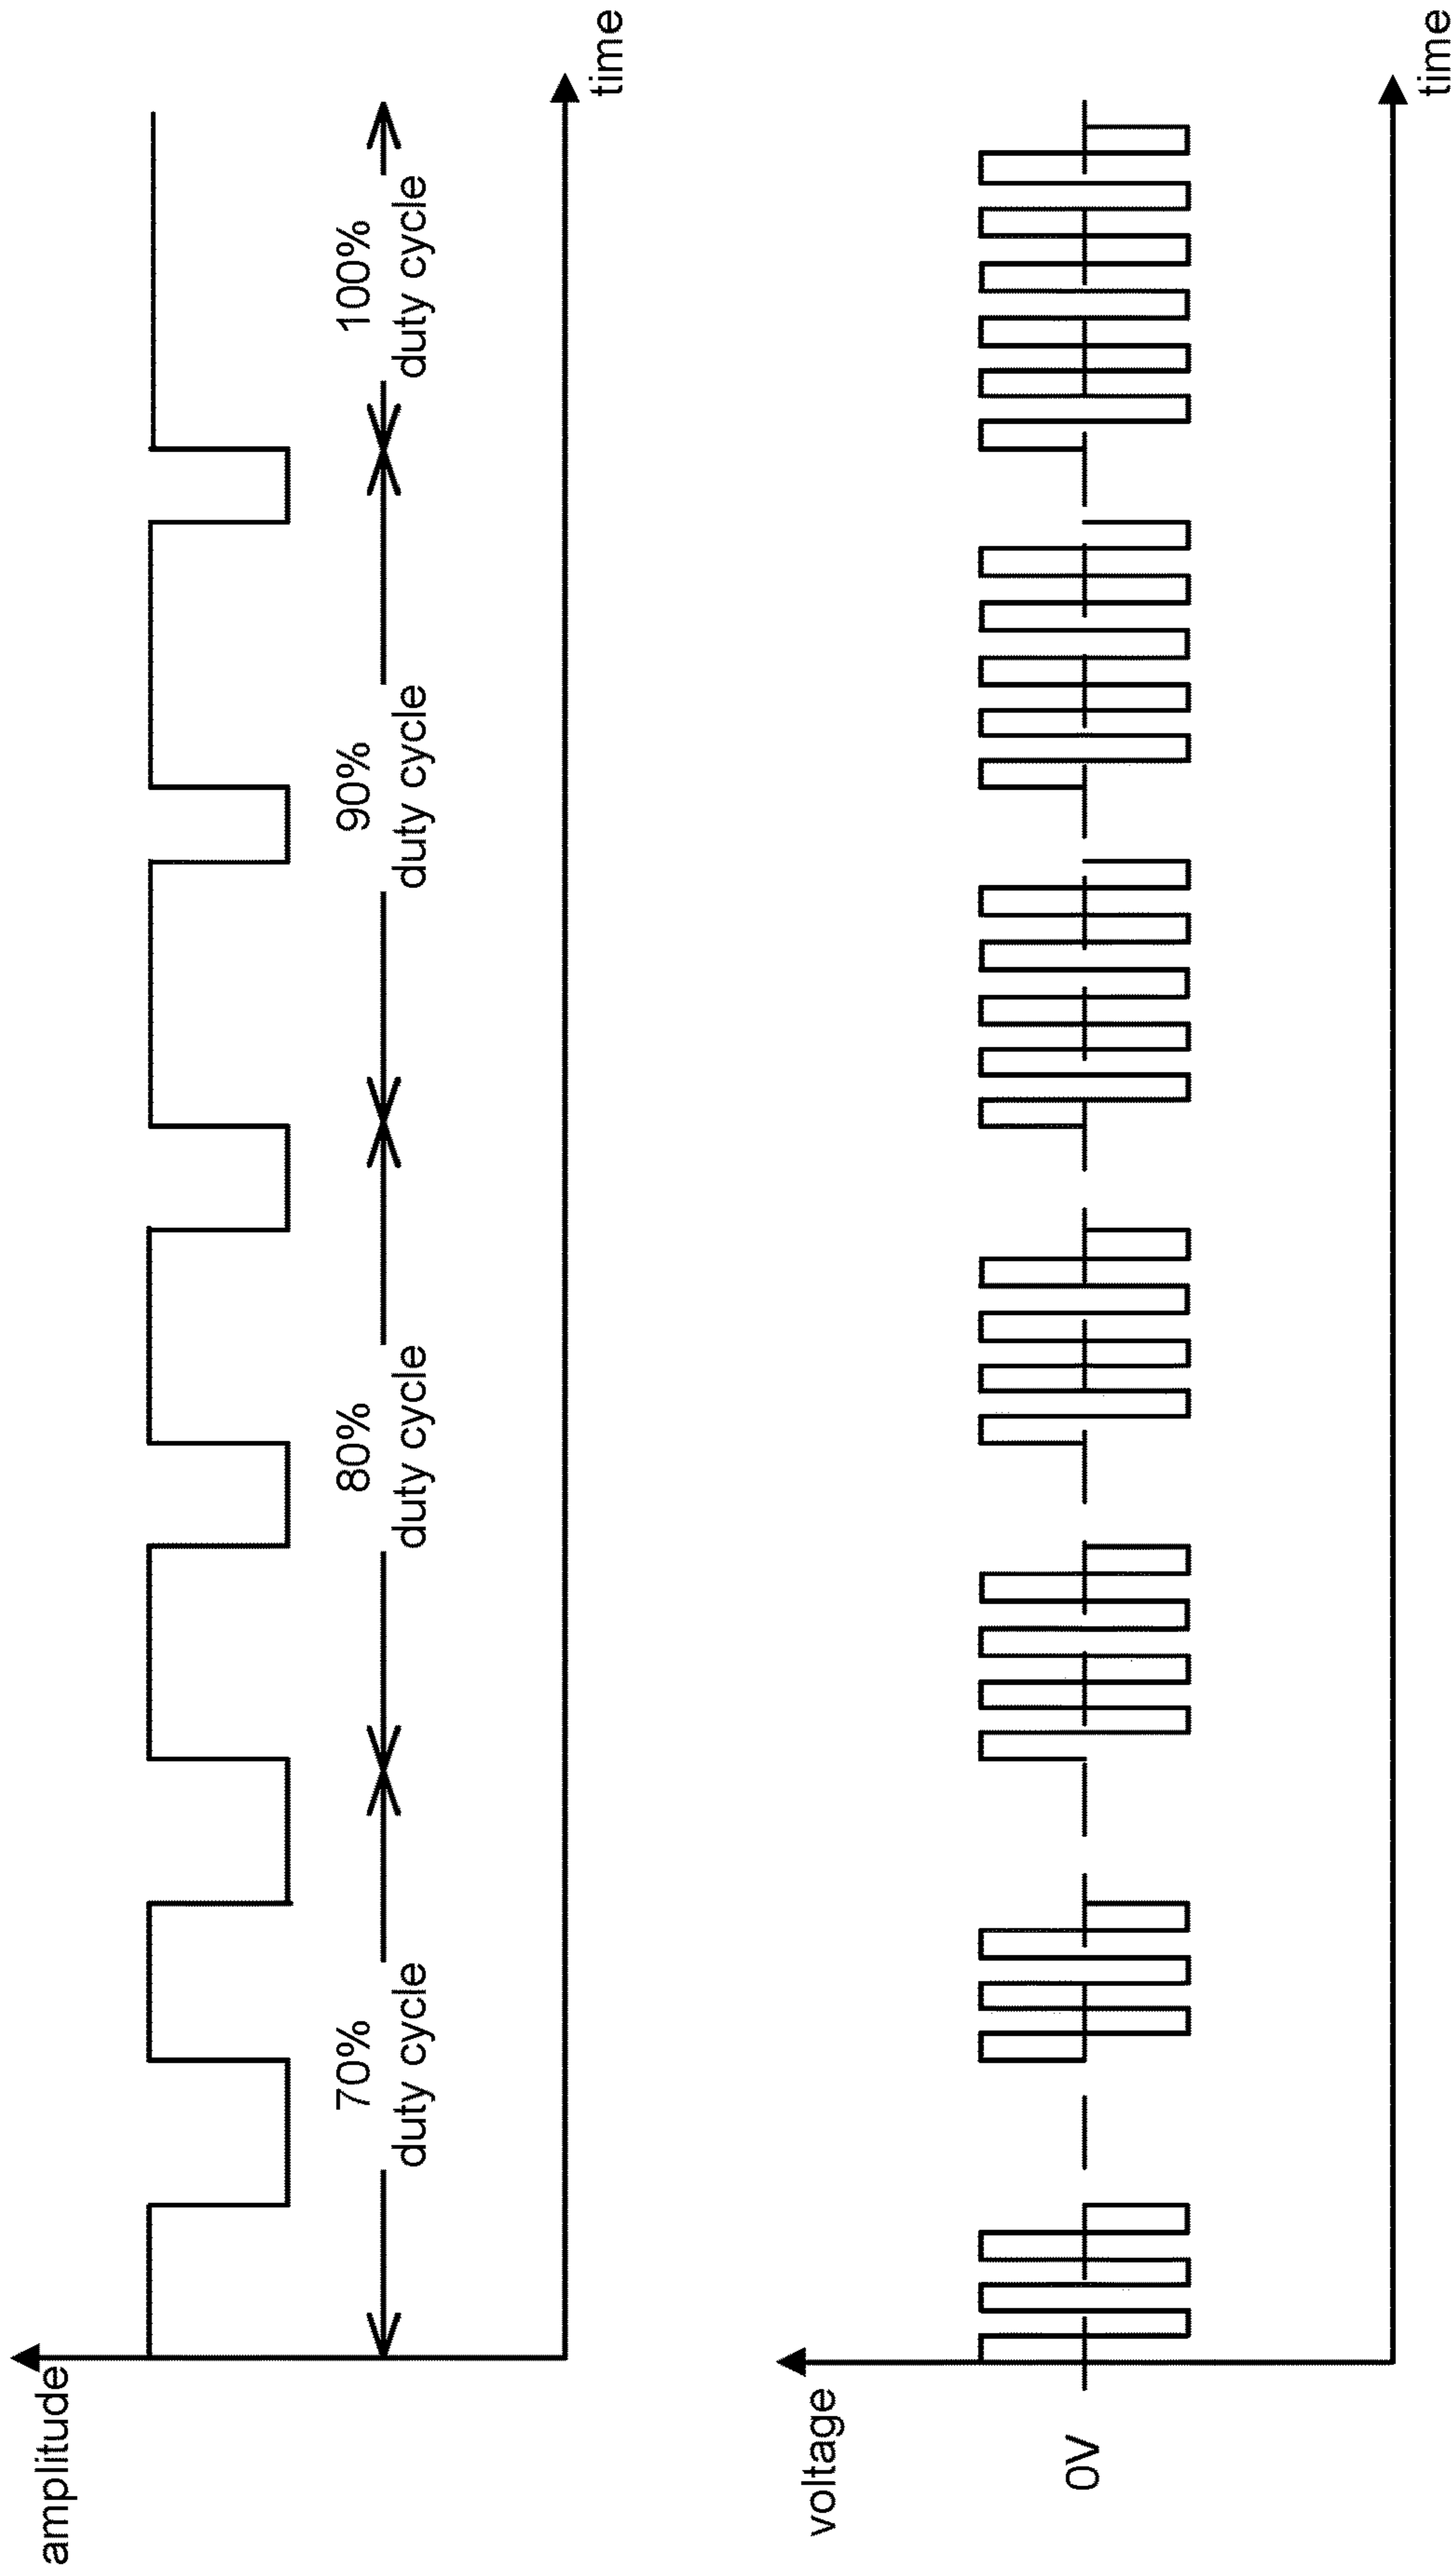 amplitude
70%
duty cycle
80%
duty cycle
90%
duty cycle
100%
duty cycle
time
voltage
0V
time